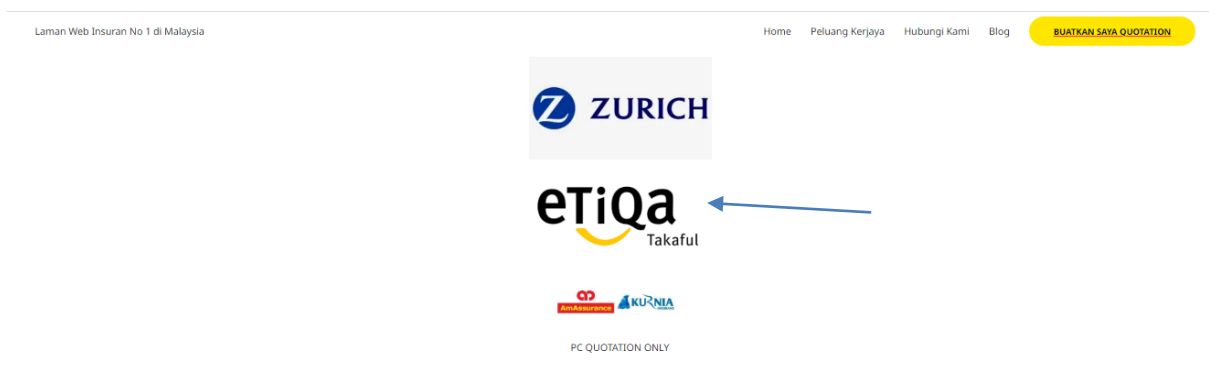 Laman Web Insuran No 1 di Malaysia
Home Peluang Kerjaya Hubungi Kami Blog BUATKAN SAYA QUOTATION
Z ZURICH
eTiQa
Takaful
AmAssurance KURNIA
PC QUOTATION ONLY